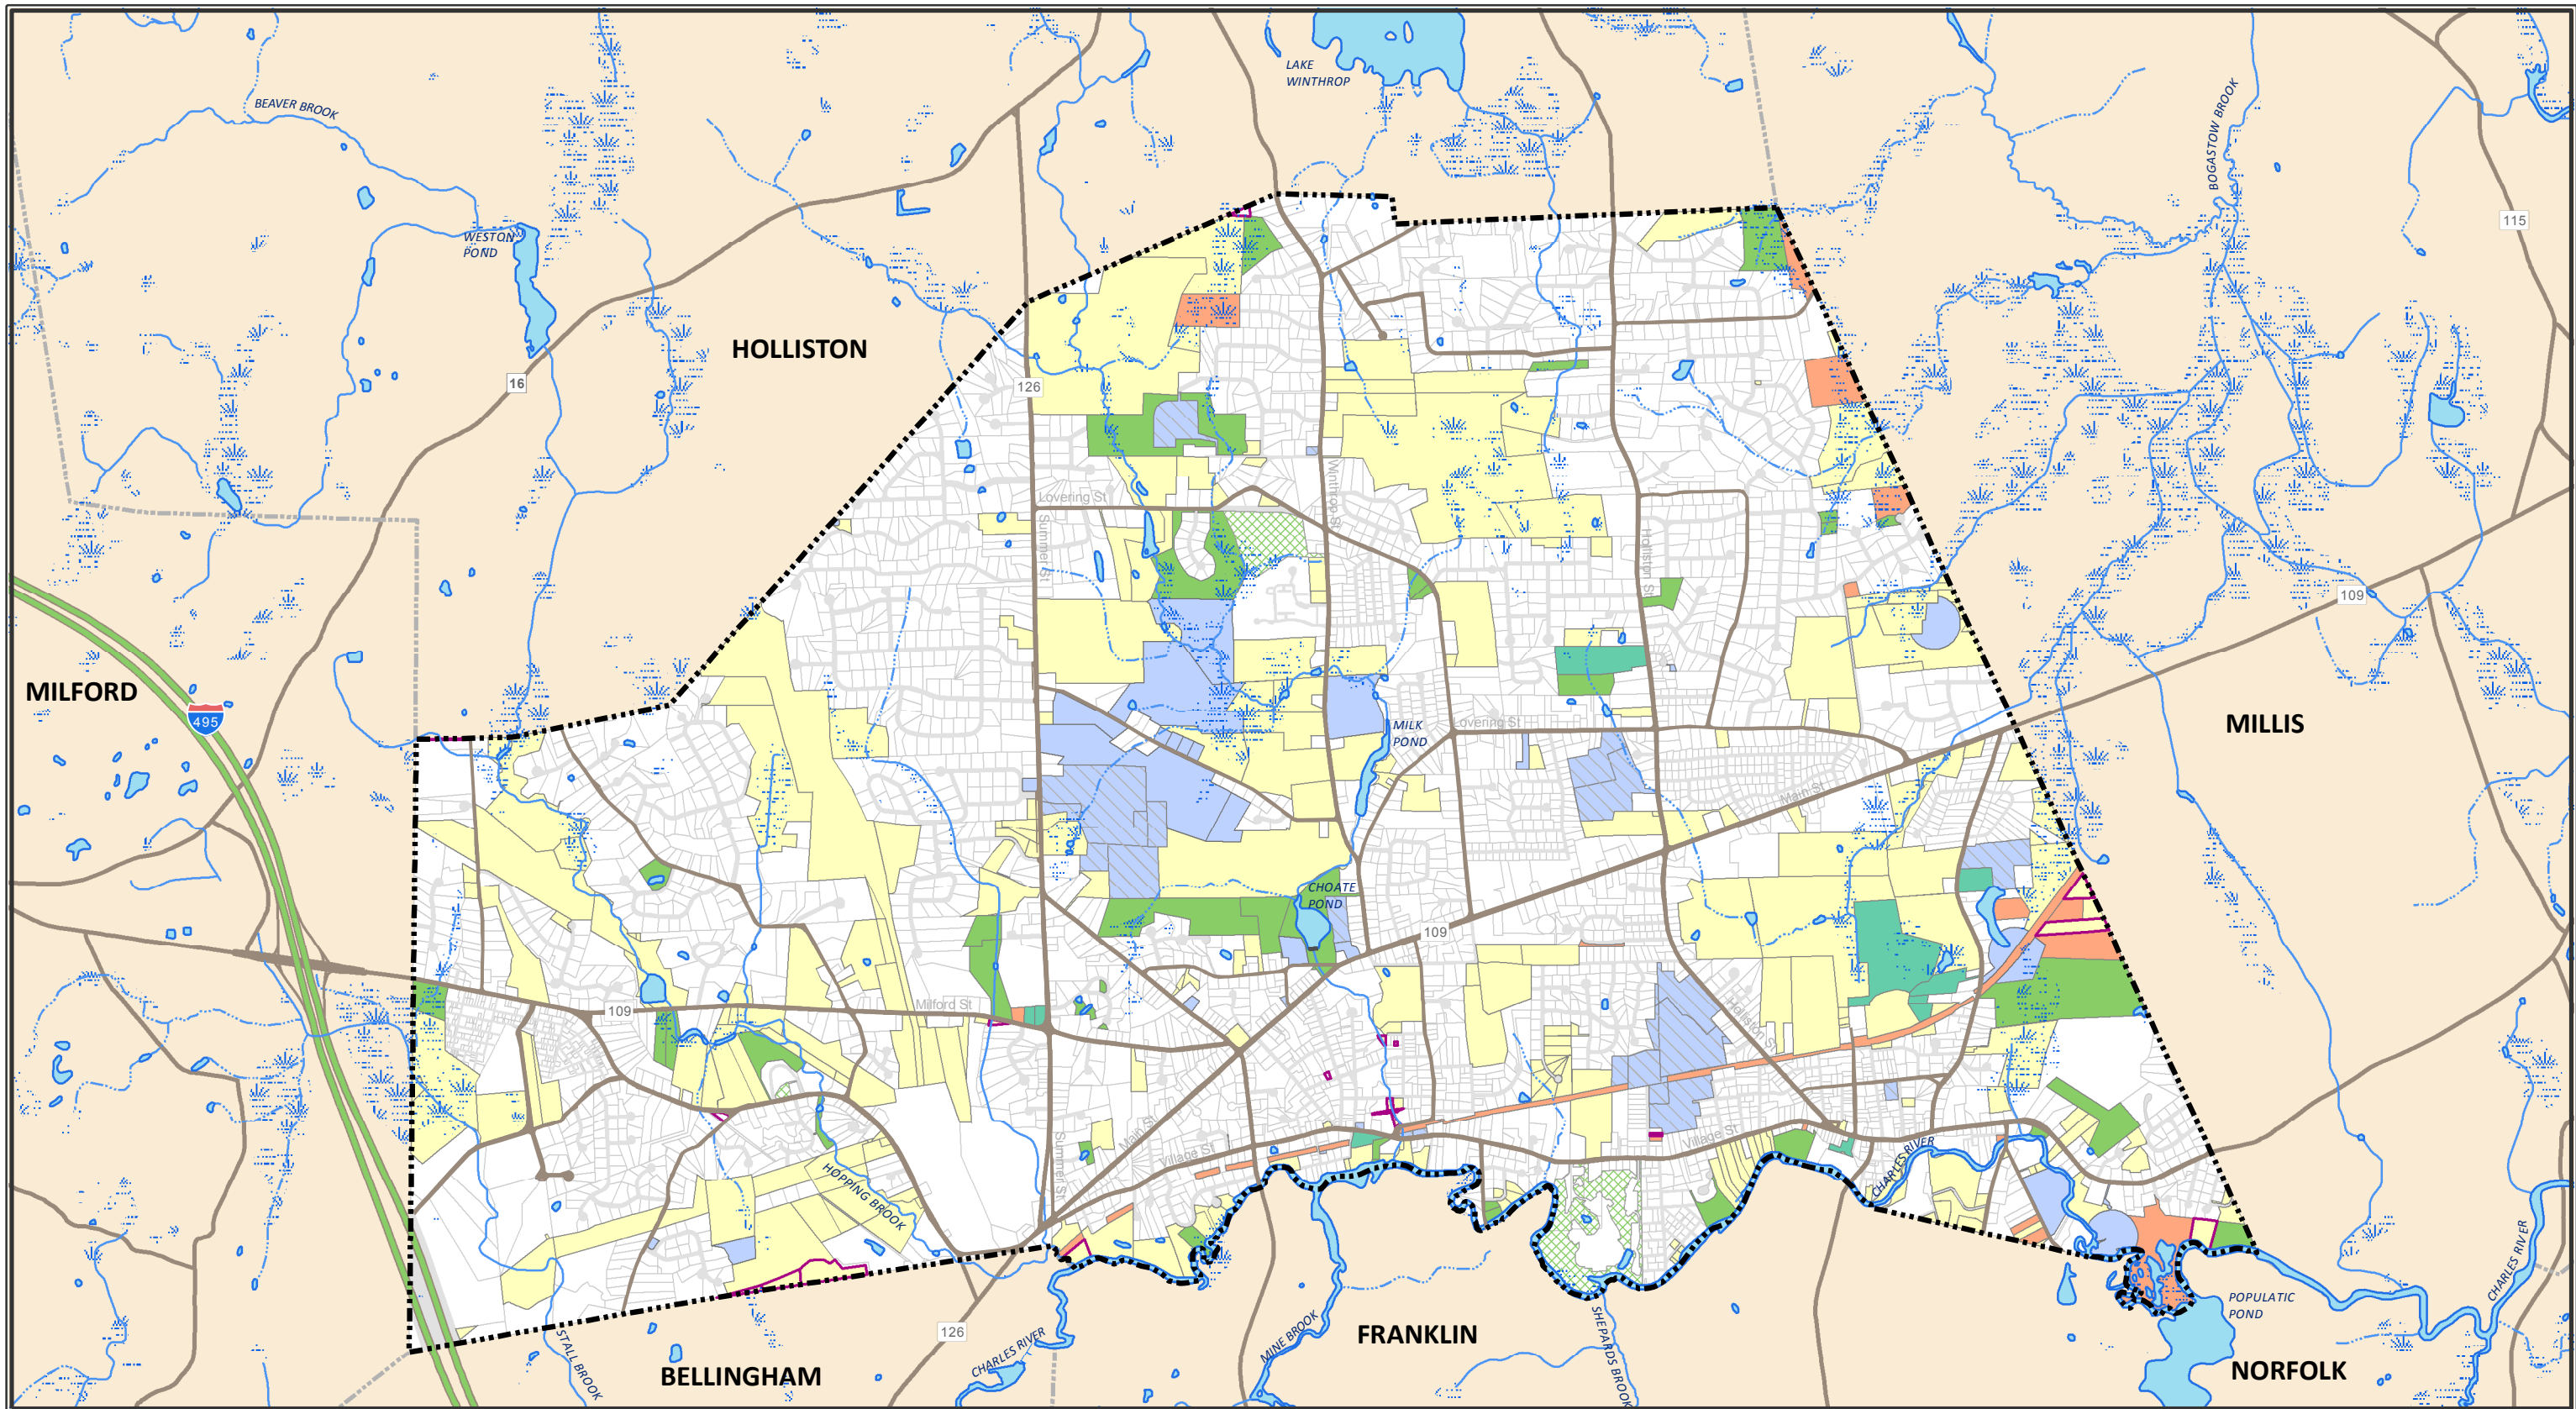 LAKE
WINTHROP
BEAVER BROOK
BOGASTOW BROOK
115
WESTON
POND
HOLLISTON
16
126
Lovering St
Winthrop St
Summer St
Holliston St
109
MILFORD
495
MILK
POND
Lovering St
MILLIS
Main St
CHOATE
POND
109
Milford St
109
Holliston St
Main St
Village St
Village St
Summer St
CHARLES RIVER
HOPPING BROOK
CHARLES RIVER
POPULATIC
POND
126
FRANKLIN
STALL BROOK
CHARLES RIVER
MINE BROOK
SHEPARDS BROOK
BELLINGHAM
NORFOLK